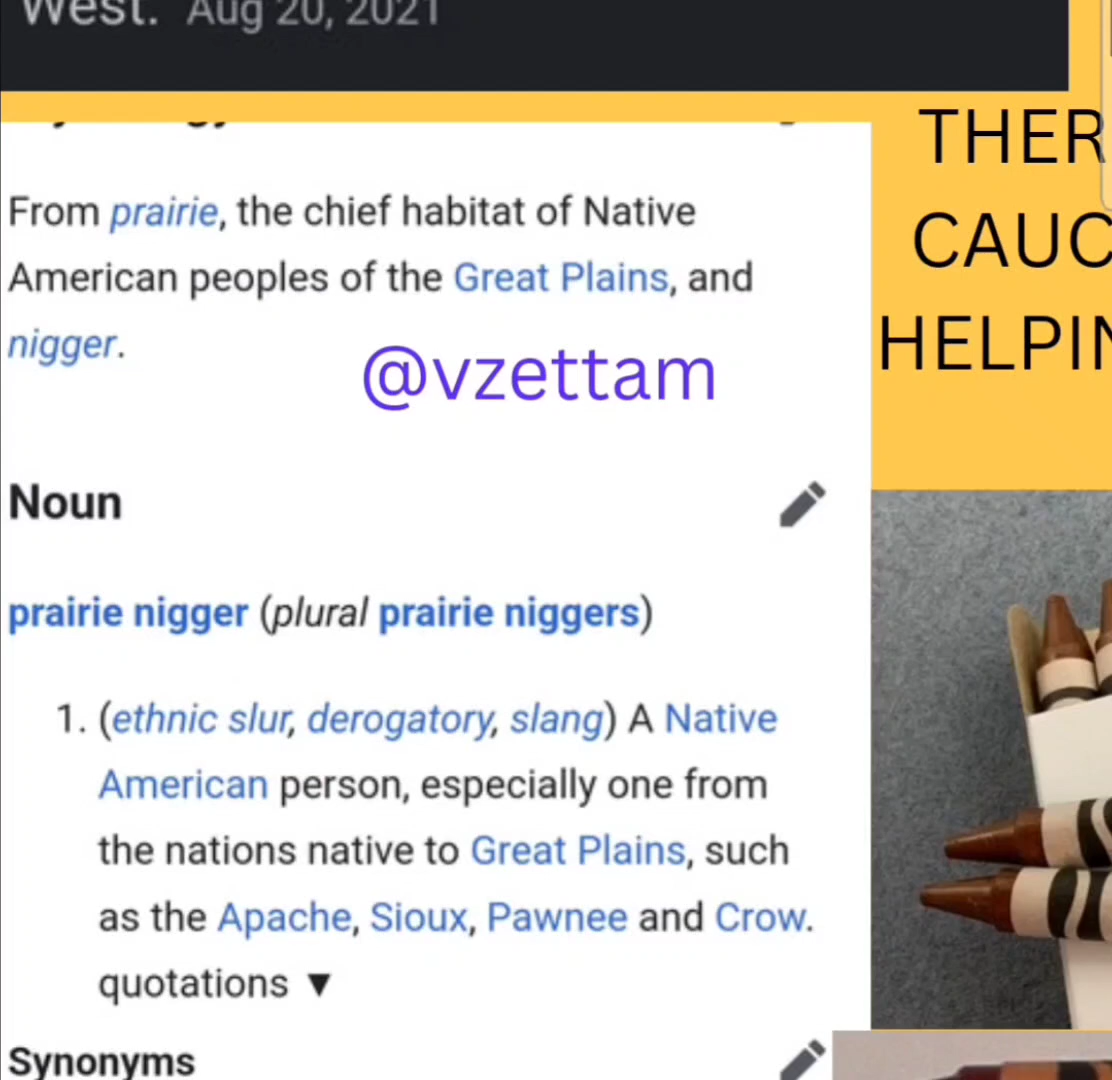 West. Aug 20, 2021
From prairie, the chief habitat of Native
American peoples of the Great Plains, and
nigger.
@vzettam
Noun
prairie nigger (plural prairie niggers)
1. (ethnic slur, derogatory, slang) A Native
American person, especially one from
the nations native to Great Plains, such
as the Apache, Sioux, Pawnee and Crow.
quotations ▼
Synonyms
THER
CAUC
HELPIN